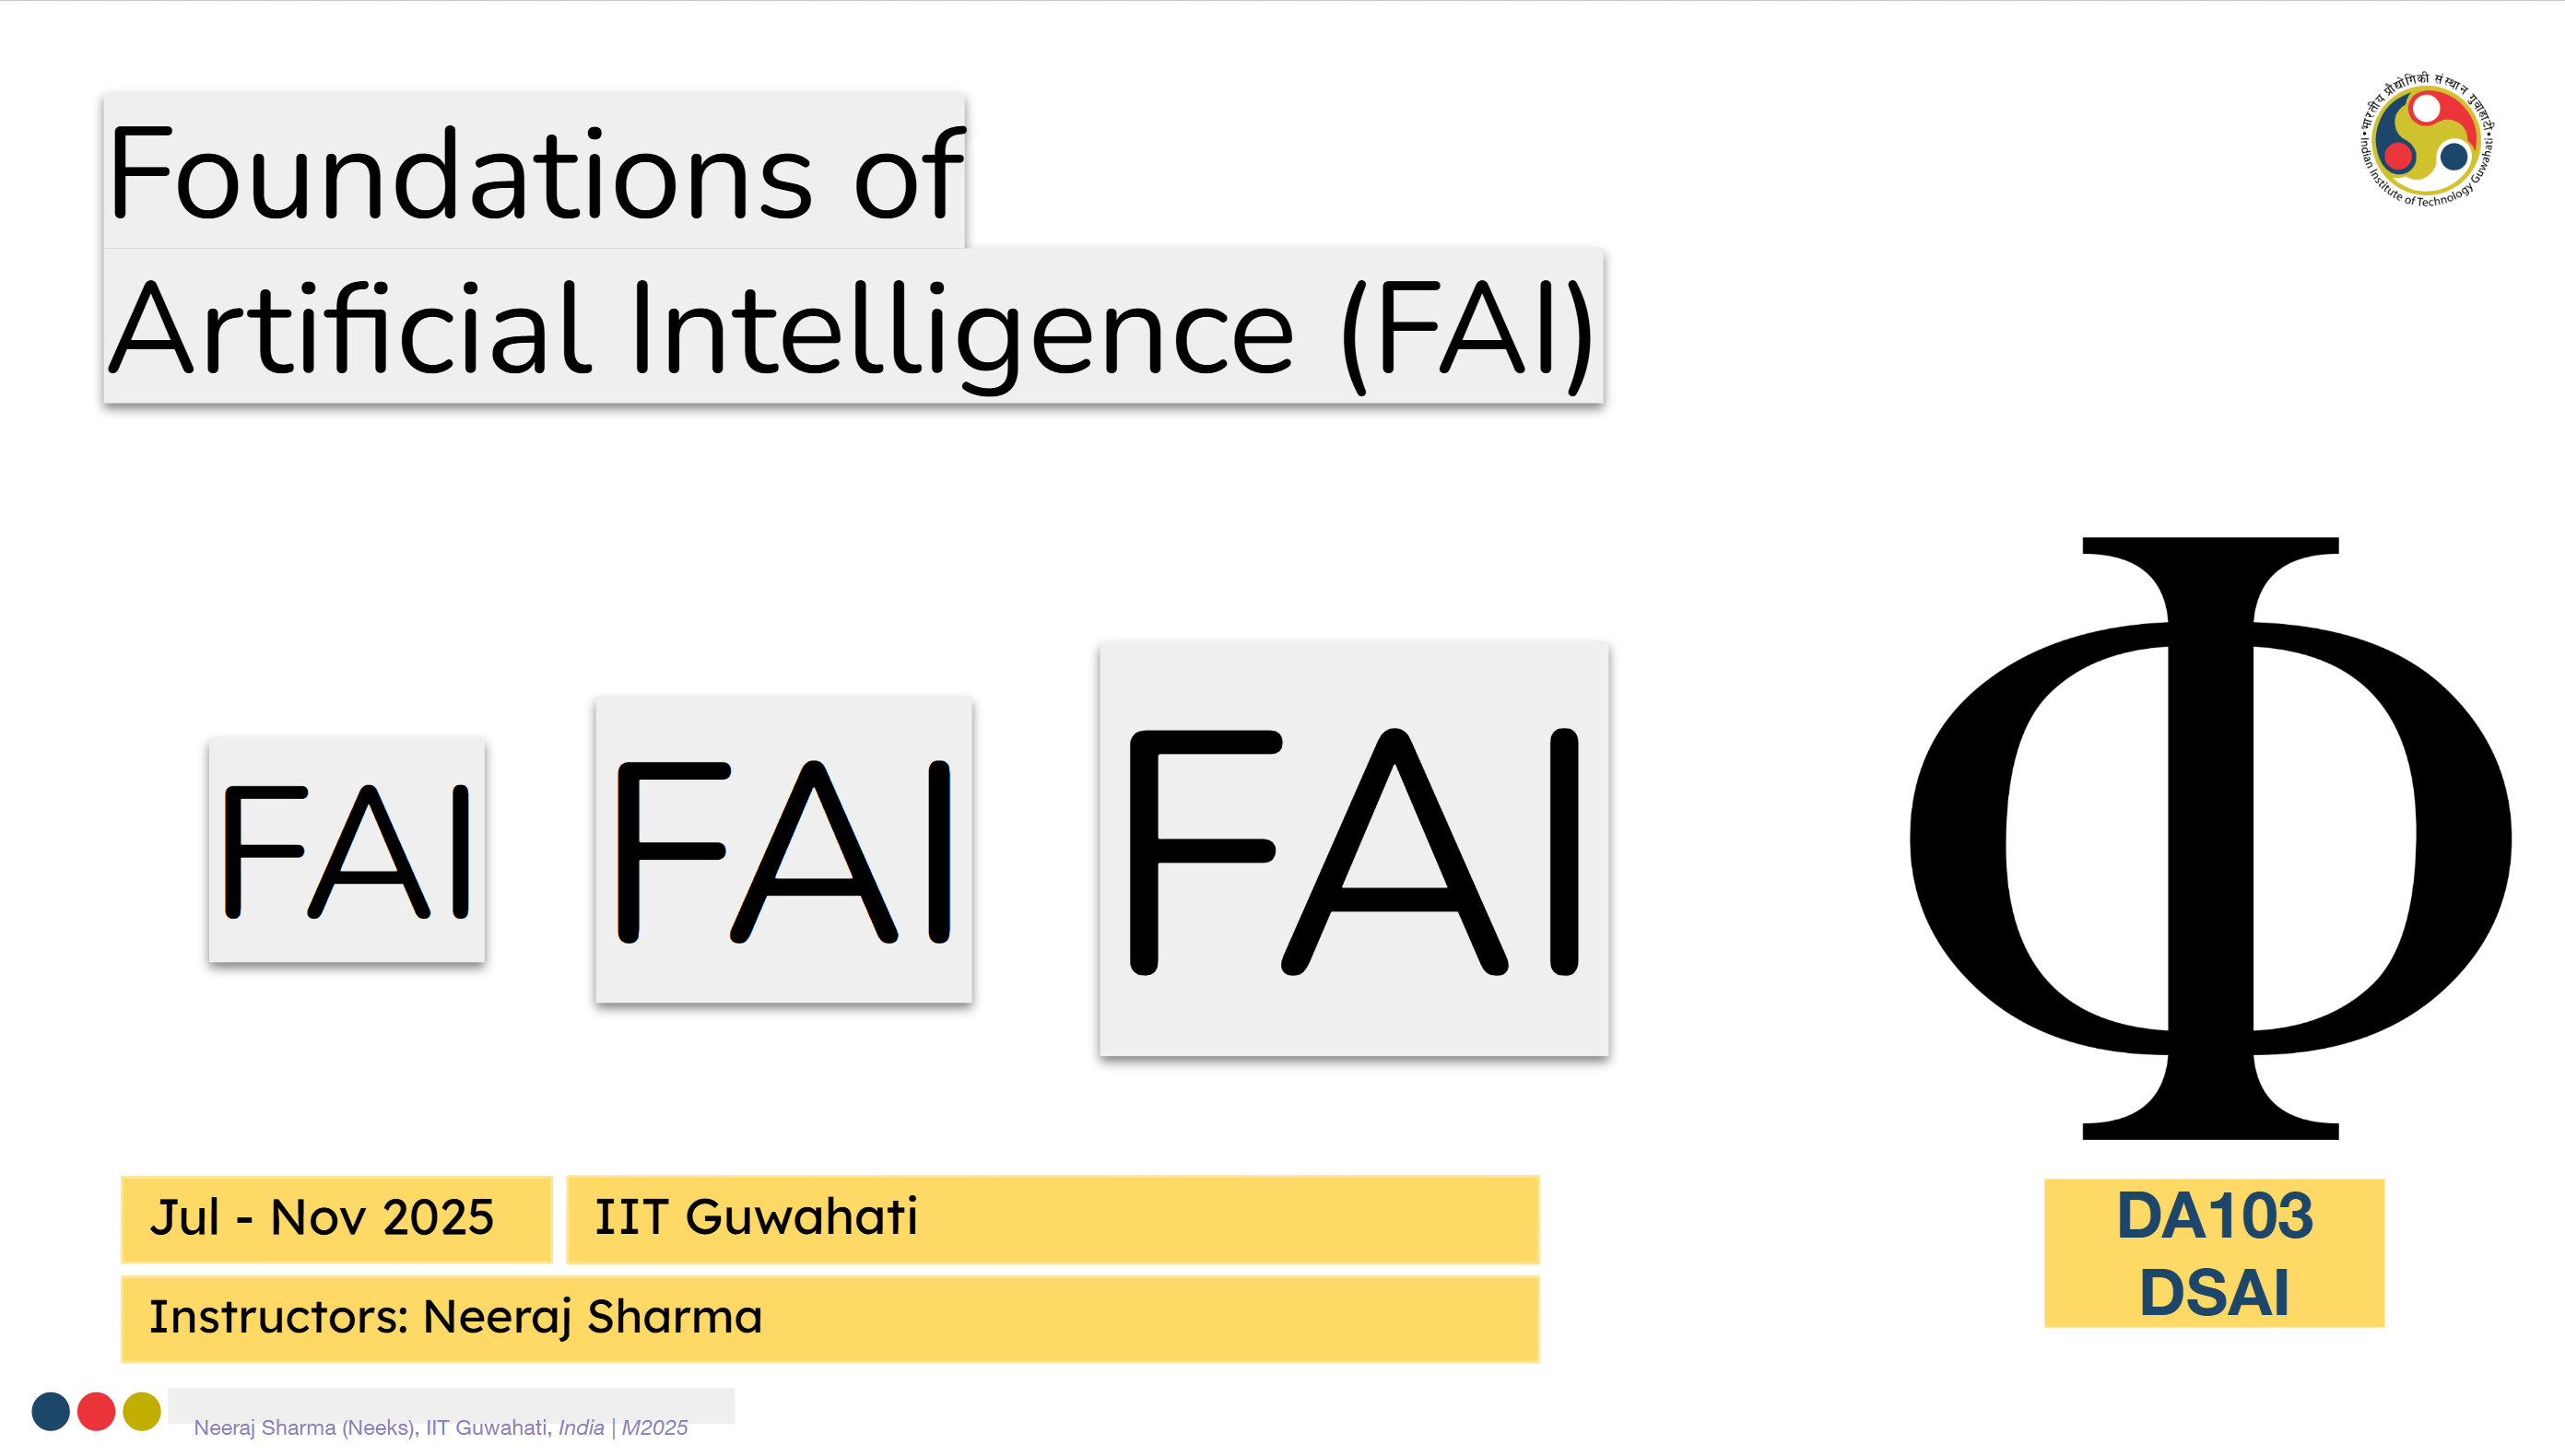 Foundations of
Artificial Intelligence (FAI)
भारतीय प्रौद्योगिकी संस्थान गुवाहाटी
Indian Institute of Technology Guwahati
FAI
FAI
FAI
Φ
Jul - Nov 2025
IIT Guwahati
DA103
DSAI
Instructors: Neeraj Sharma
Neeraj Sharma (Neeks), IIT Guwahati, India | M2025